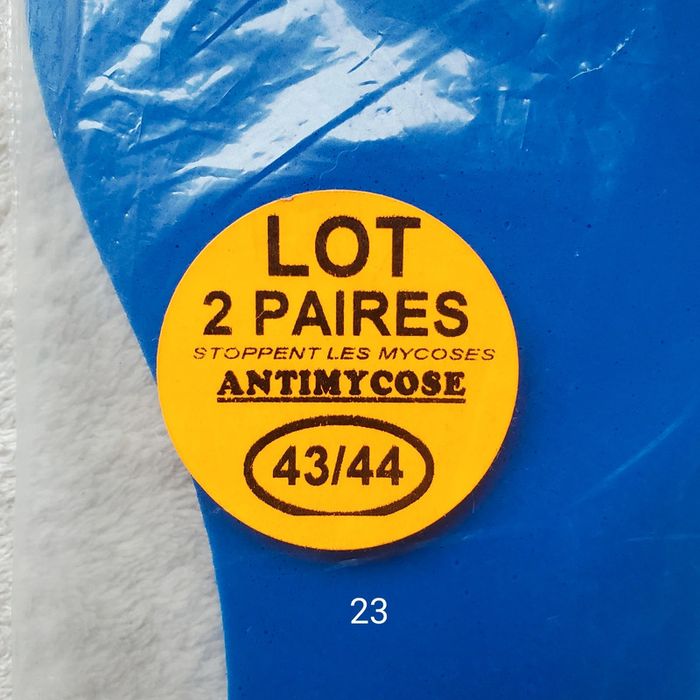 LOT
2 PAIRES
STOPPENT LES MYCOSES
ANTIMYCOSE
43/44
23